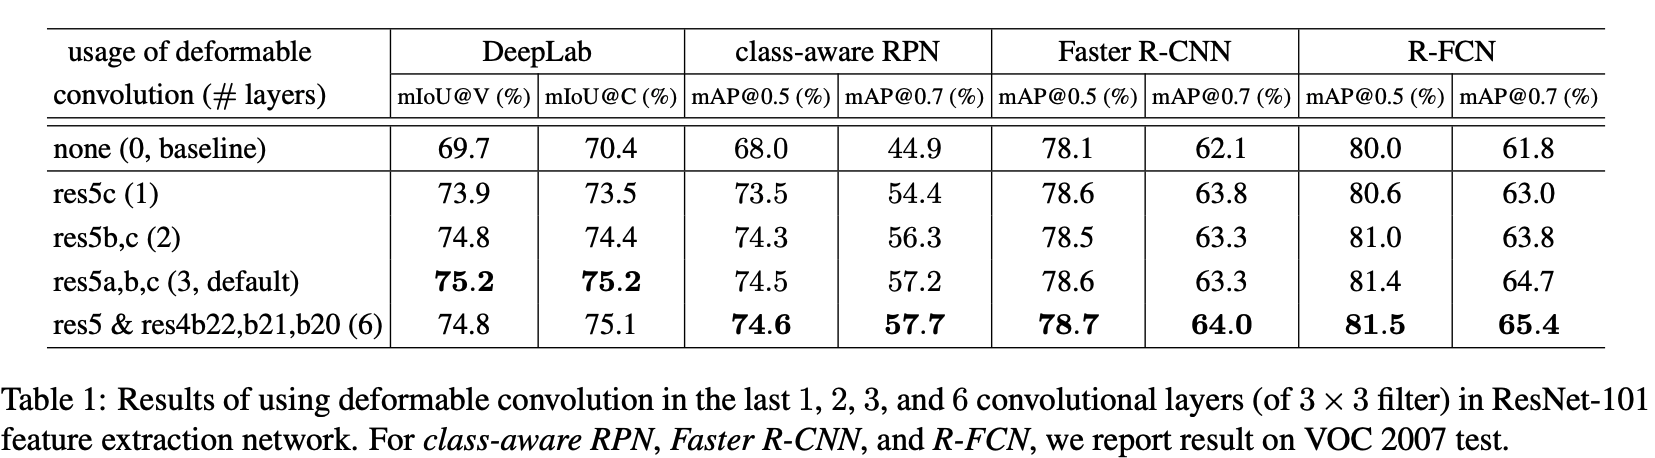 usage of deformable DeepLab class-aware RPN Faster R-CNN R-FCN
convolution (# layers) mIoU@V (%) mIoU@C (%) mAP@0.5 (%) mAP@0.7 (%) mAP@0.5 (%) mAP@0.7 (%) mAP@0.5 (%) mAP@0.7 (%)
none (0, baseline) 69.7 70.4 68.0 44.9 78.1 62.1 80.0 61.8
res5c (1) 73.9 73.5 73.5 54.4 78.6 63.8 80.6 63.0
res5b,c (2) 74.8 74.4 74.3 56.3 78.5 63.3 81.0 63.8
res5a,b,c (3, default) 75.2 75.2 74.5 57.2 78.6 63.3 81.4 64.7
res5 & res4b22,b21,b20 (6) 74.8 75.1 74.6 57.7 78.7 64.0 81.5 65.4
Table 1: Results of using deformable convolution in the last 1, 2, 3, and 6 convolutional layers (of 3 × 3 filter) in ResNet-101
feature extraction network. For class-aware RPN, Faster R-CNN, and R-FCN, we report result on VOC 2007 test.